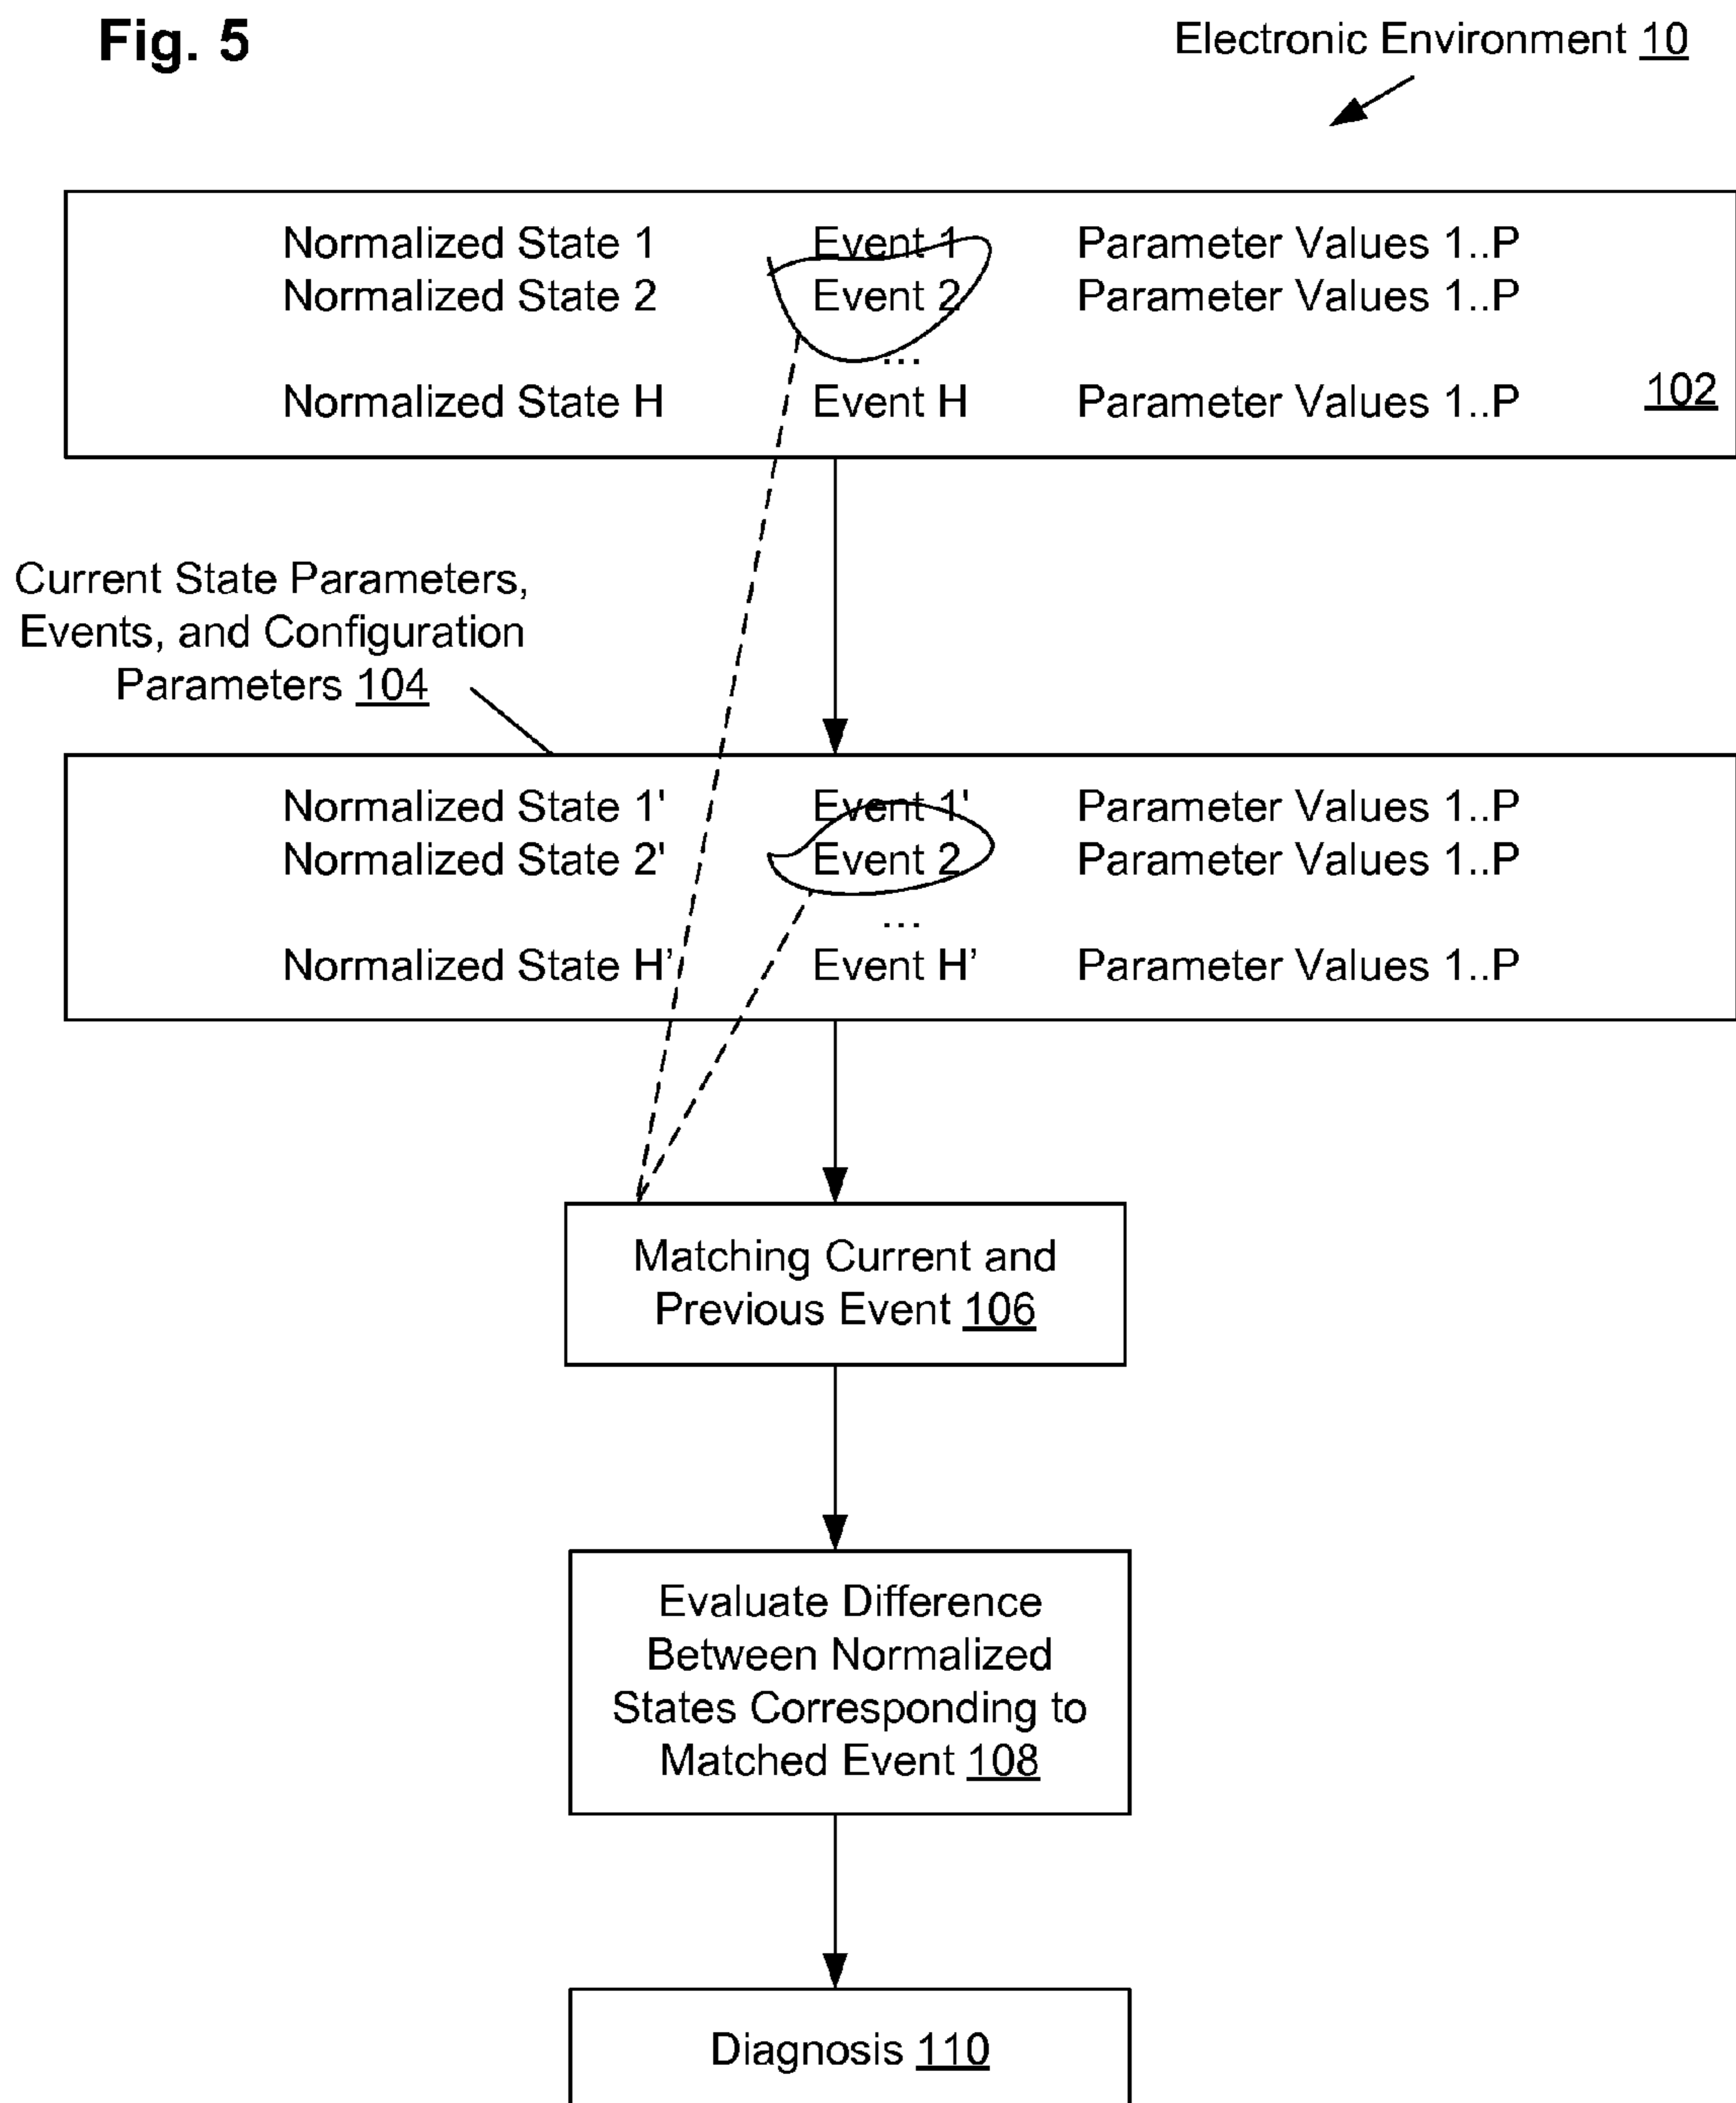 Fig. 5
Electronic Environment 10
Normalized State 1 Event 1 Parameter Values 1..P
Normalized State 2 Event 2 Parameter Values 1..P
...
Normalized State H Event H Parameter Values 1..P 102
Current State Parameters,
Events, and Configuration
Parameters 104
Normalized State 1' Event 1' Parameter Values 1..P
Normalized State 2' Event 2 Parameter Values 1..P
...
Normalized State H’ Event H’ Parameter Values 1..P
Matching Current and
Previous Event 106
Evaluate Difference
Between Normalized
States Corresponding to
Matched Event 108
Diagnosis 110